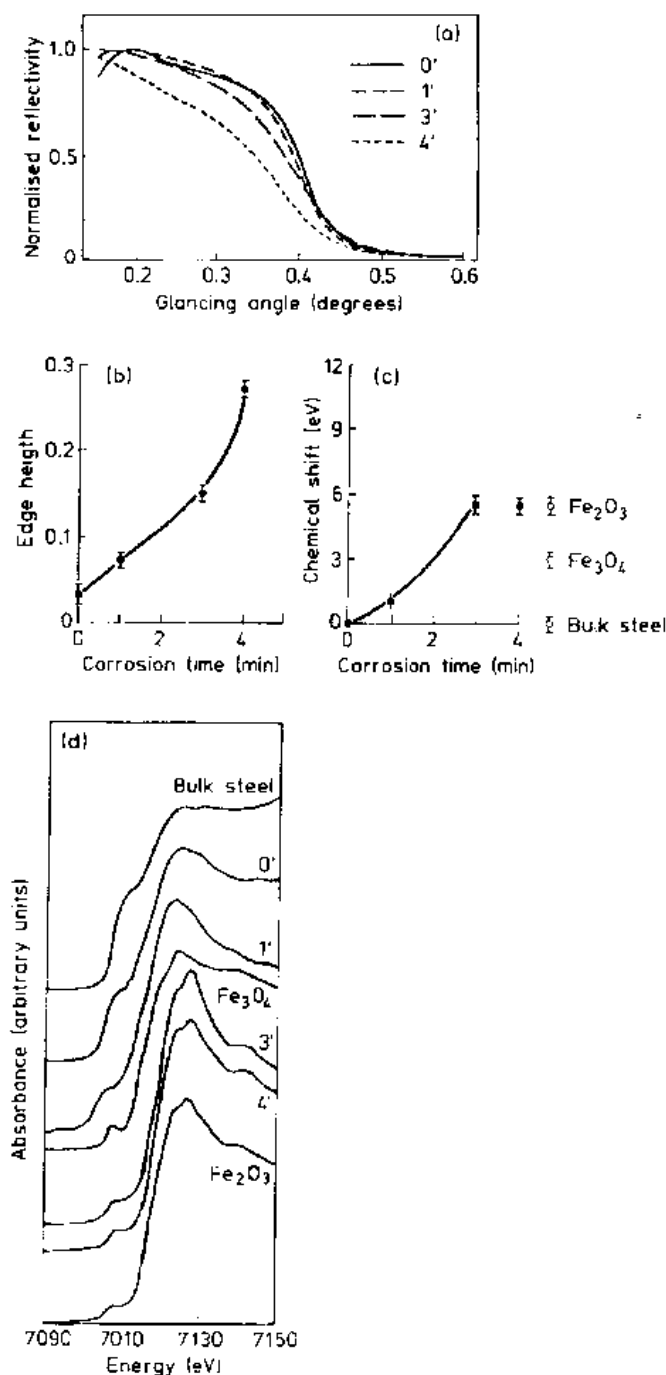 (a)
1.0
0.5
0
0'
1'
3'
4'
0.2 0.3 0.4 0.5 0.6
Glancing angle (degrees)
Normalised reflectivity
(b)
0.3
0.2
0.1
0
0 2 4
Edge heigth
Corrosion time (min)
(c)
12
9
6
3
0
0 2 4
Chemical shift (eV)
Corrosion time (min)
Fe2O3
Fe3O4
Bulk steel
(d)
Bulk steel
0'
1'
Fe3O4
3'
4'
Fe2O3
Absorbance (arbitrary units)
7090 7010 7130 7150
Energy (eV)